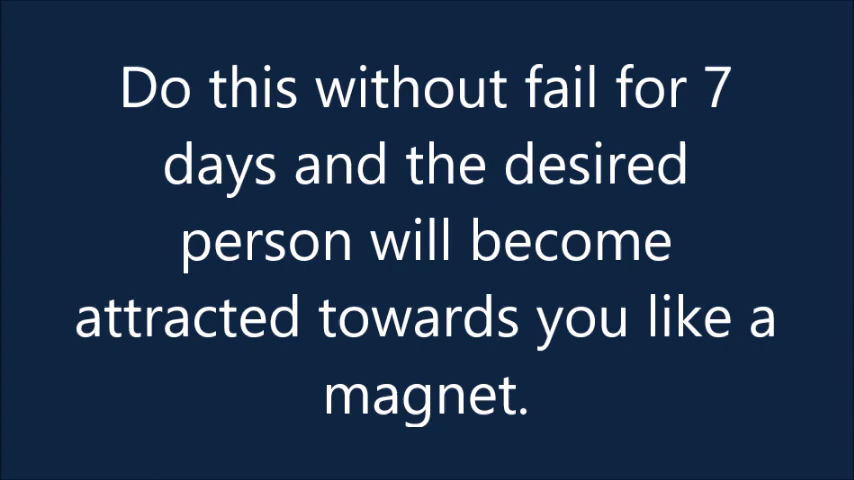 Do this without fail for 7
days and the desired
person will become
attracted towards you like a
magnet.